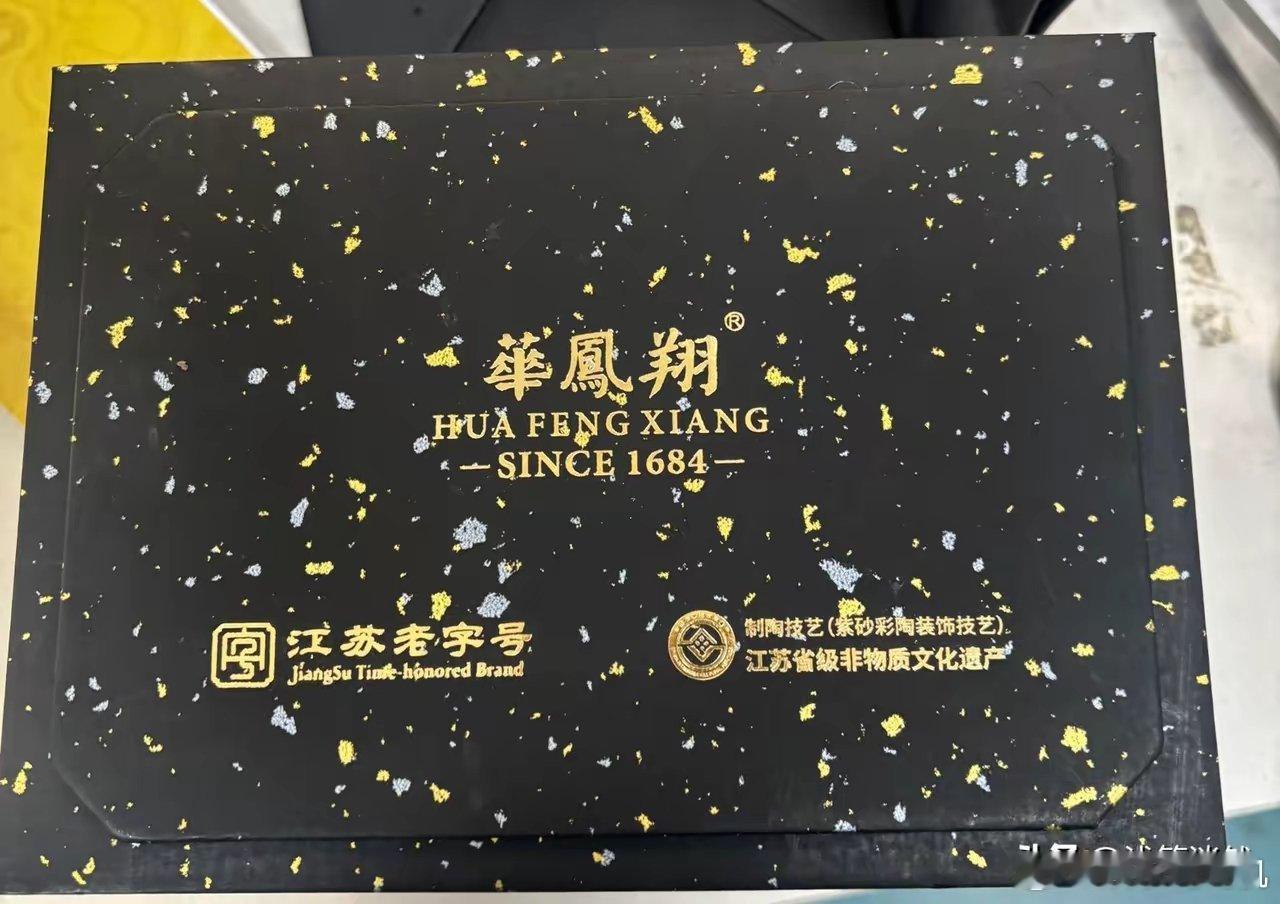 華鳳翔®
HUA FENG XIANG
—SINCE 1684—
江苏老字号
JiangSu Time-honored Brand
制陶技艺(紫砂彩陶装饰技艺)
江苏省级非物质文化遗产